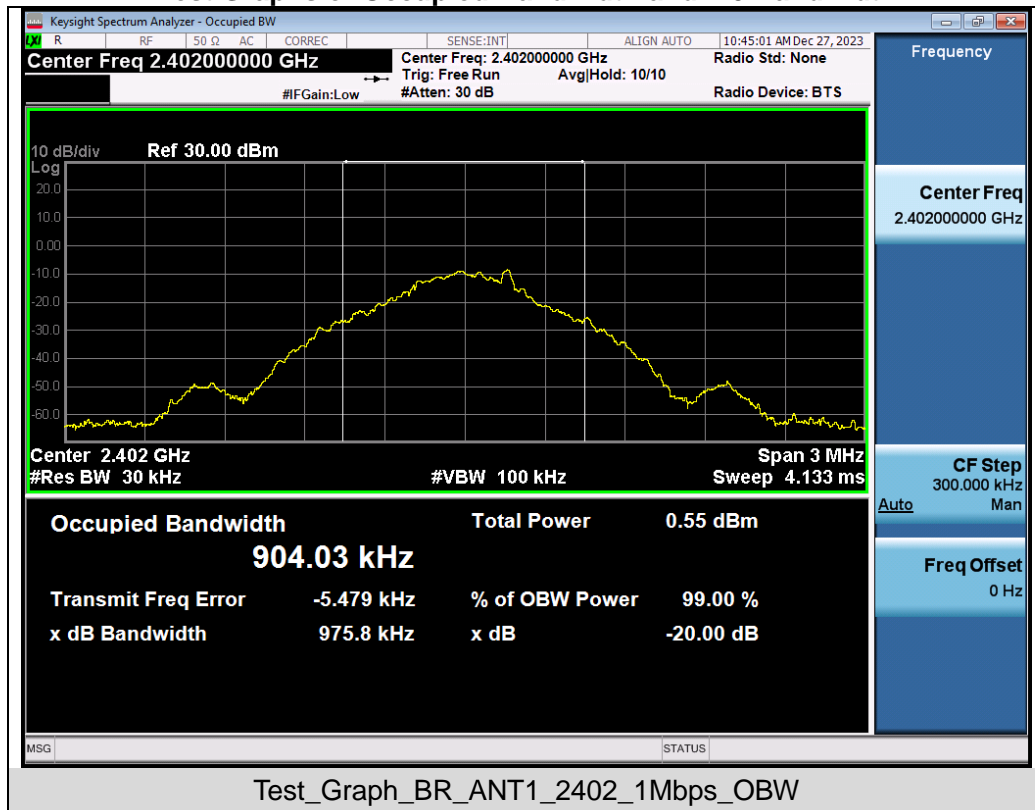 Keysight Spectrum Analyzer - Occupied BW
LXI R RF 50 Ω AC CORREC SENSE:INT ALIGN AUTO 10:45:01 AM Dec 27, 2023
Center Freq 2.402000000 GHz
Center Freq: 2.402000000 GHz
Radio Std: None
Trig: Free Run Avg|Hold: 10/10
#IFGain:Low #Atten: 30 dB
Radio Device: BTS
Frequency
10 dB/div Ref 30.00 dBm
Log
20.0
10.0
0.00
-10.0
-20.0
-30.0
-40.0
-50.0
-60.0
Center 2.402 GHz Span 3 MHz
#Res BW 30 kHz #VBW 100 kHz Sweep 4.133 ms
Center Freq
2.402000000 GHz
CF Step
300.000 kHz
Auto Man
Freq Offset
0 Hz
Occupied Bandwidth Total Power 0.55 dBm
904.03 kHz
Transmit Freq Error -5.479 kHz % of OBW Power 99.00 %
x dB Bandwidth 975.8 kHz x dB -20.00 dB
MSG STATUS
Test_Graph_BR_ANT1_2402_1Mbps_OBW